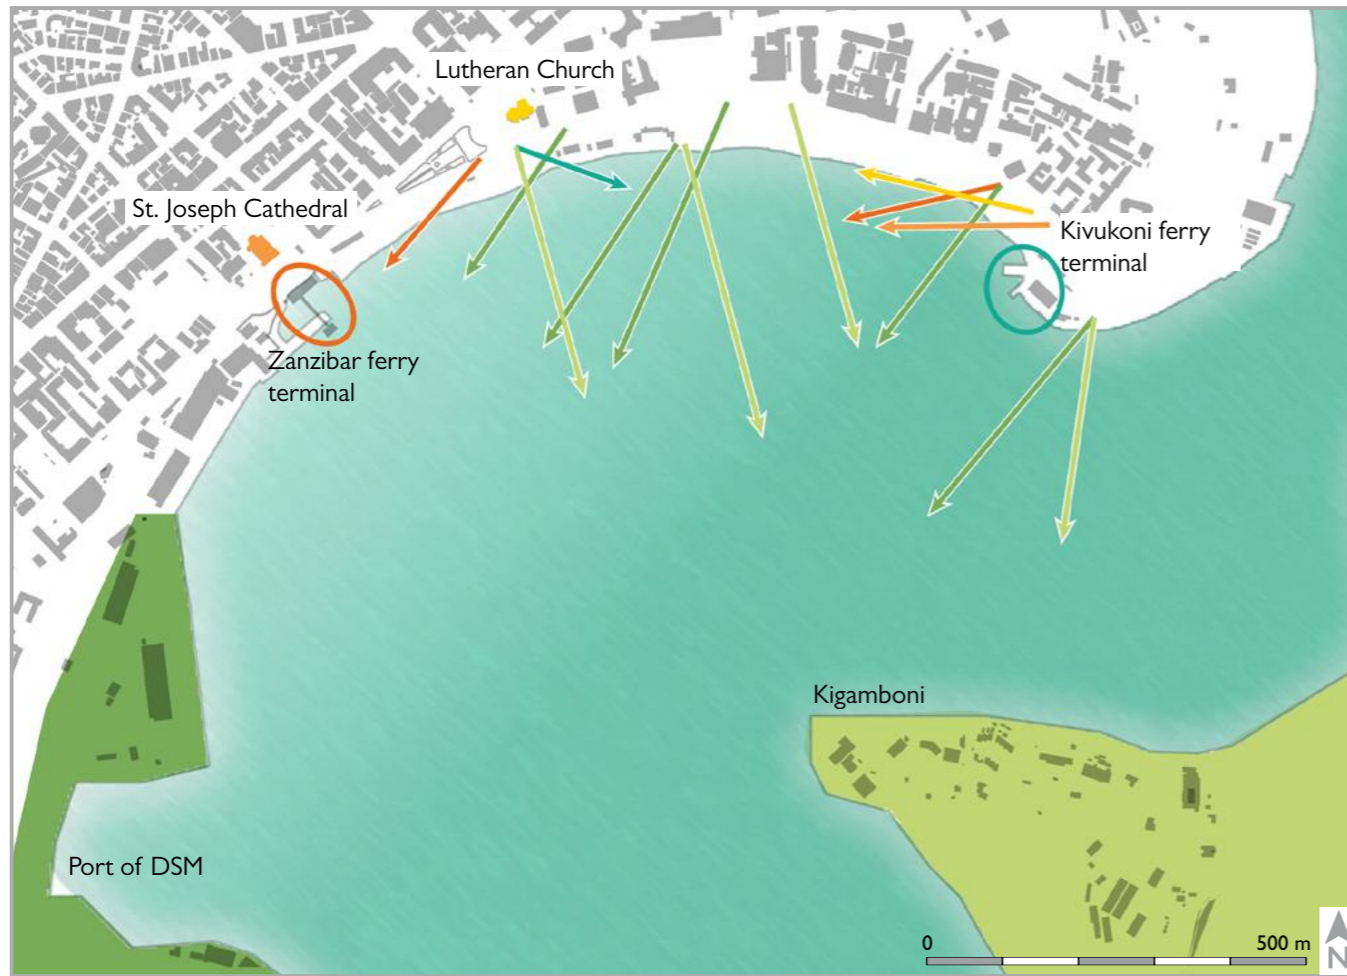 Lutheran Church
St. Joseph Cathedral
Kivukoni ferry
terminal
Zanzibar ferry
terminal
Kigamboni
Port of DSM
0
500 m
N